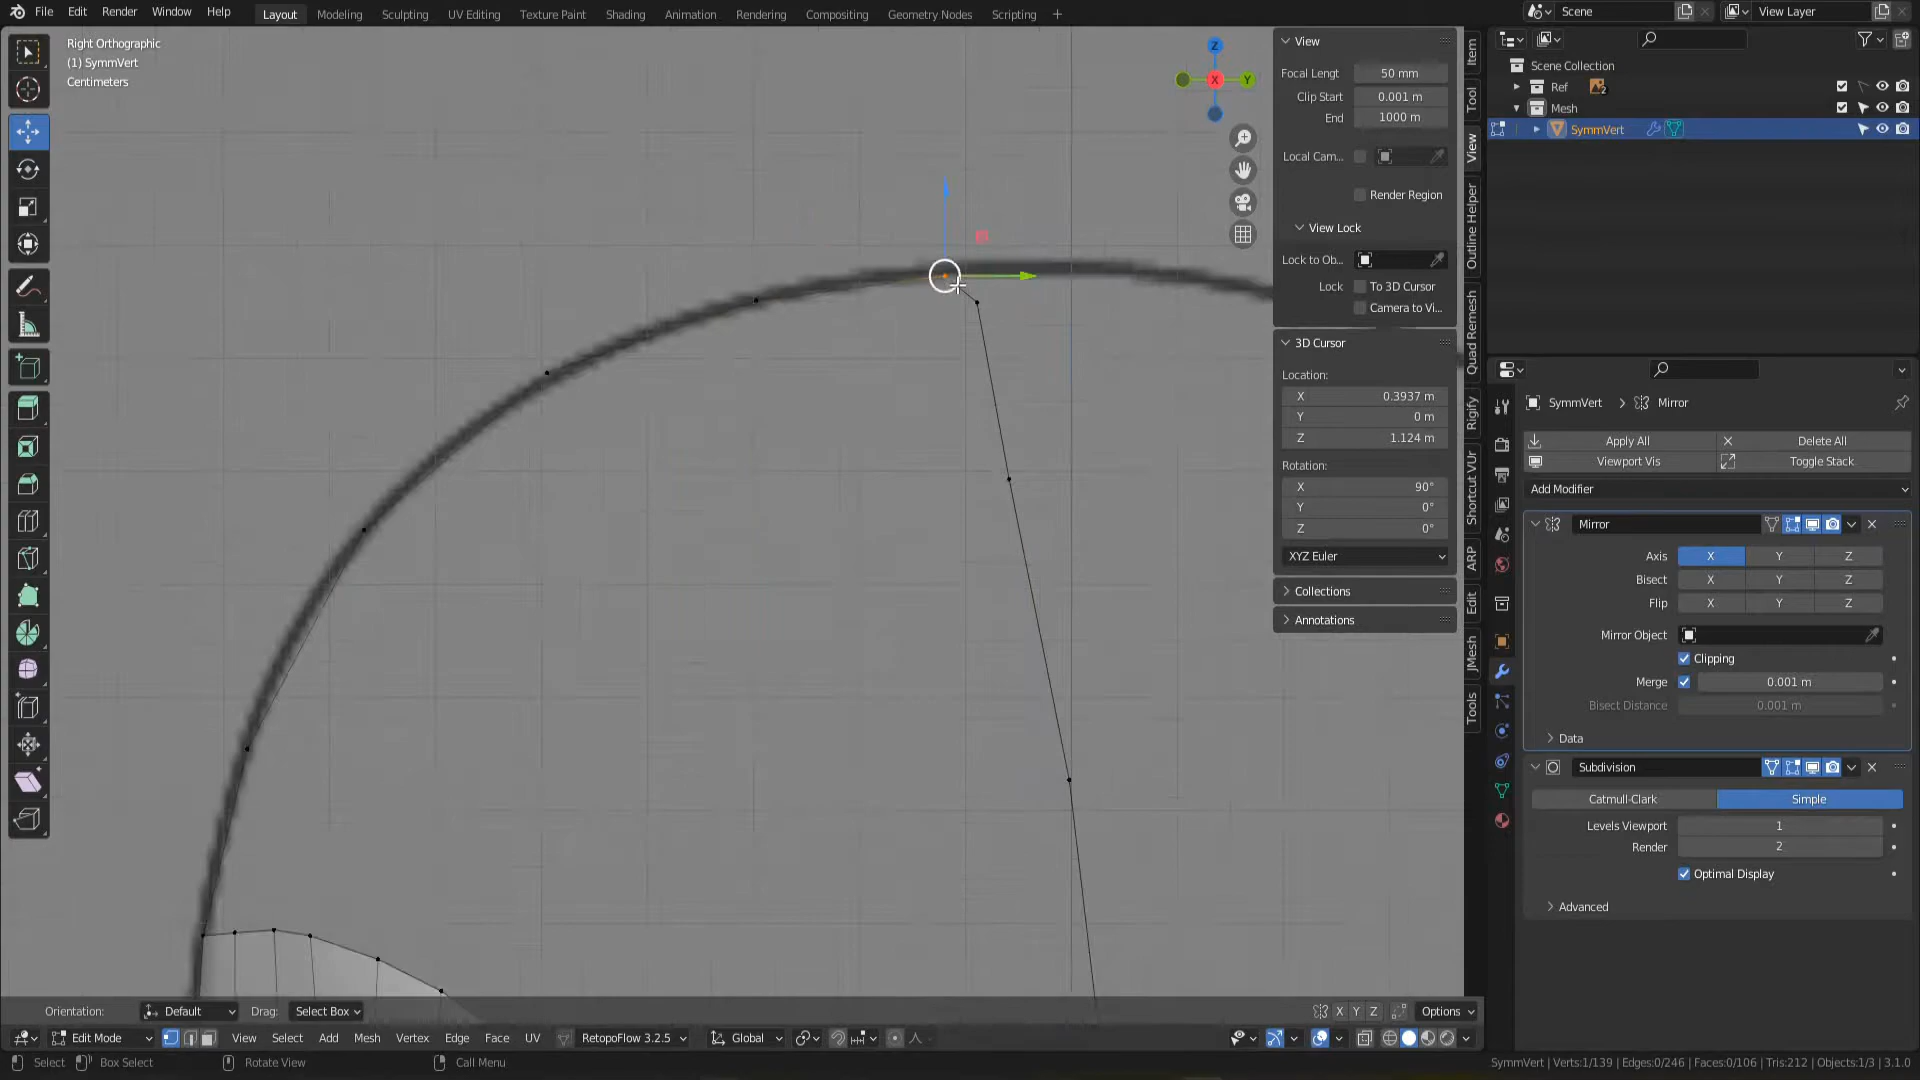 File Edit Render Window Help
Layout Modeling Sculpting UV Editing Texture Paint Shading Animation Rendering Compositing Geometry Nodes Scripting +
Scene
View Layer
Right Orthographic
(1) SymmVert
Centimeters
Z
X
Y
View
Focal Lengt 50 mm
Clip Start 0.001 m
End 1000 m
Local Cam...
Render Region
View Lock
Lock to Ob...
Lock To 3D Cursor
Camera to Vi...
3D Cursor
Location:
X 0.3937 m
Y 0 m
Z 1.124 m
Rotation:
X 90°
Y 0°
Z 0°
XYZ Euler
Collections
Annotations
Item
Tool
View
Outline Helper
Quad Remesh
Rigify
Shortcut VUr
ARP
Edit
JMesh
Tools
Scene Collection
Ref 2
Mesh
SymmVert
SymmVert > Mirror
Apply All Delete All
Viewport Vis Toggle Stack
Add Modifier
Mirror
Axis X Y Z
Bisect X Y Z
Flip X Y Z
Mirror Object
Clipping
Merge 0.001 m
Bisect Distance 0.001 m
Data
Subdivision
Catmull-Clark Simple
Levels Viewport 1
Render 2
Optimal Display
Advanced
Orientation: Default Drag: Select Box
X Y Z Options
Edit Mode View Select Add Mesh Vertex Edge Face UV RetopoFlow 3.2.5 Global
Select Box Select Rotate View Call Menu
SymmVert | Verts:1/139 | Edges:0/246 | Faces:0/106 | Tris:212 | Objects:1/3 | 3.1.0